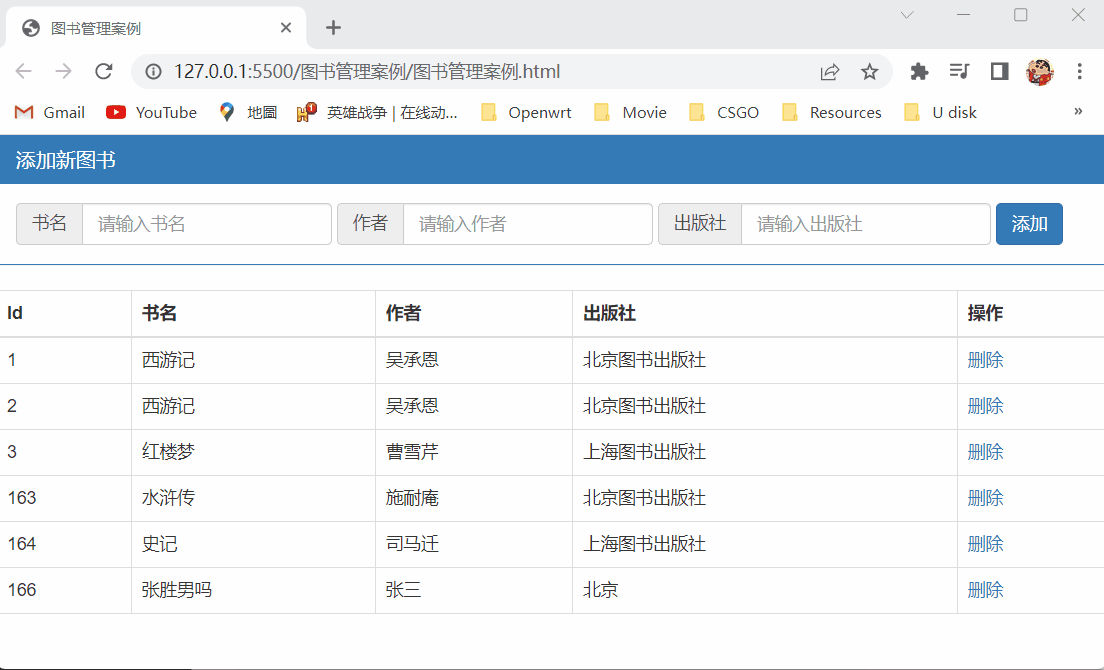 图书管理案例
127.0.0.1:5500/图书管理案例/图书管理案例.html
Gmail YouTube 地圖 英雄战争 | 在线动... Openwrt Movie CSGO Resources U disk »
添加新图书
书名 请输入书名 作者 请输入作者 出版社 请输入出版社 添加
Id 书名 作者 出版社 操作
1 西游记 吴承恩 北京图书出版社 删除
2 西游记 吴承恩 北京图书出版社 删除
3 红楼梦 曹雪芹 上海图书出版社 删除
163 水浒传 施耐庵 北京图书出版社 删除
164 史记 司马迁 上海图书出版社 删除
166 张胜男吗 张三 北京 删除